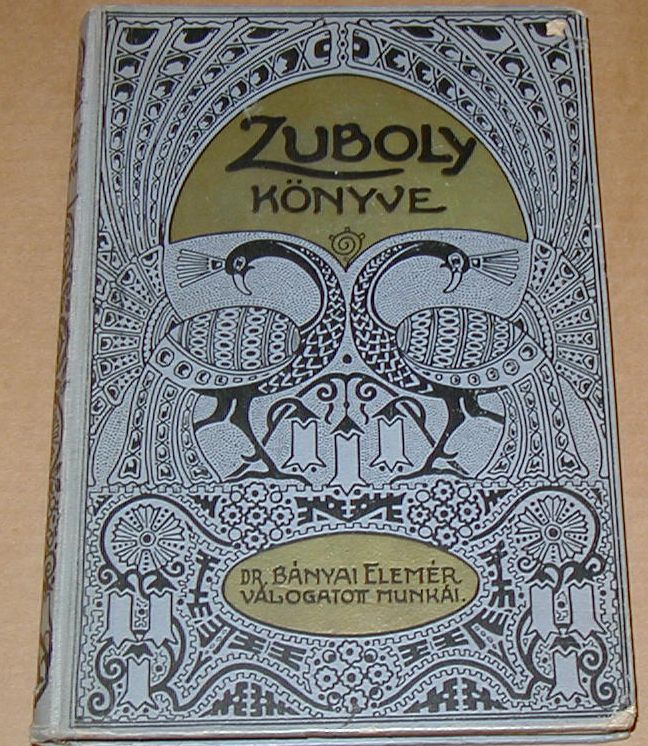 ZUBOLY
KÖNYVE
DR. BÁNYAI ELEMÉR
VÁLOGATOTT MUNKÁI.